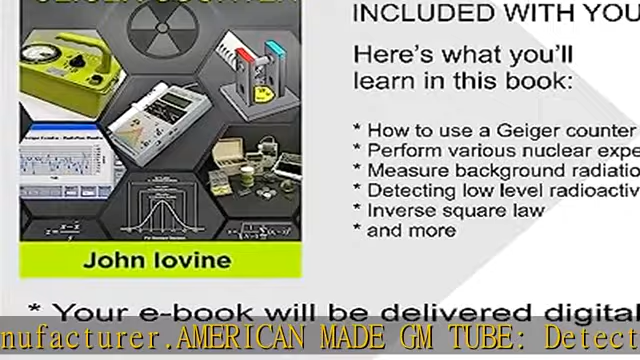 INCLUDED WITH YOU
Here's what you'll
learn in this book:
* How to use a Geiger counter
* Perform various nuclear expe
* Measure background radiatio
* Detecting low level radioactiv
* Inverse square law
* and more
John Iovine
* Your e-book will be delivered digital
nufacturer.AMERICAN MADE GM TUBE: Detect